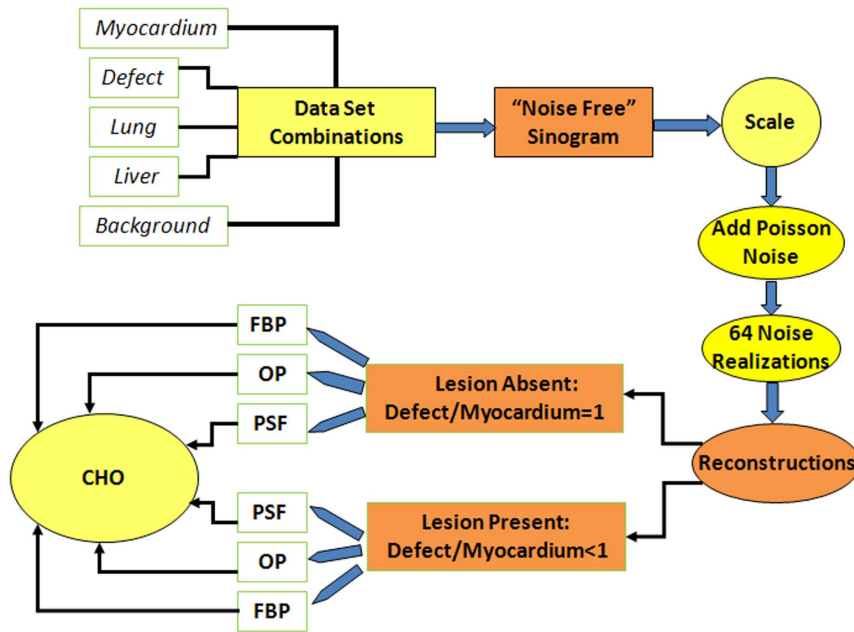 Myocardium
Defect
Lung
Liver
Background
Data Set
Combinations
“Noise Free”
Sinogram
Scale
Add Poisson
Noise
64 Noise
Realizations
Reconstructions
Lesion Absent:
Defect/Myocardium=1
FBP
OP
PSF
Lesion Present:
Defect/Myocardium<1
PSF
OP
FBP
CHO